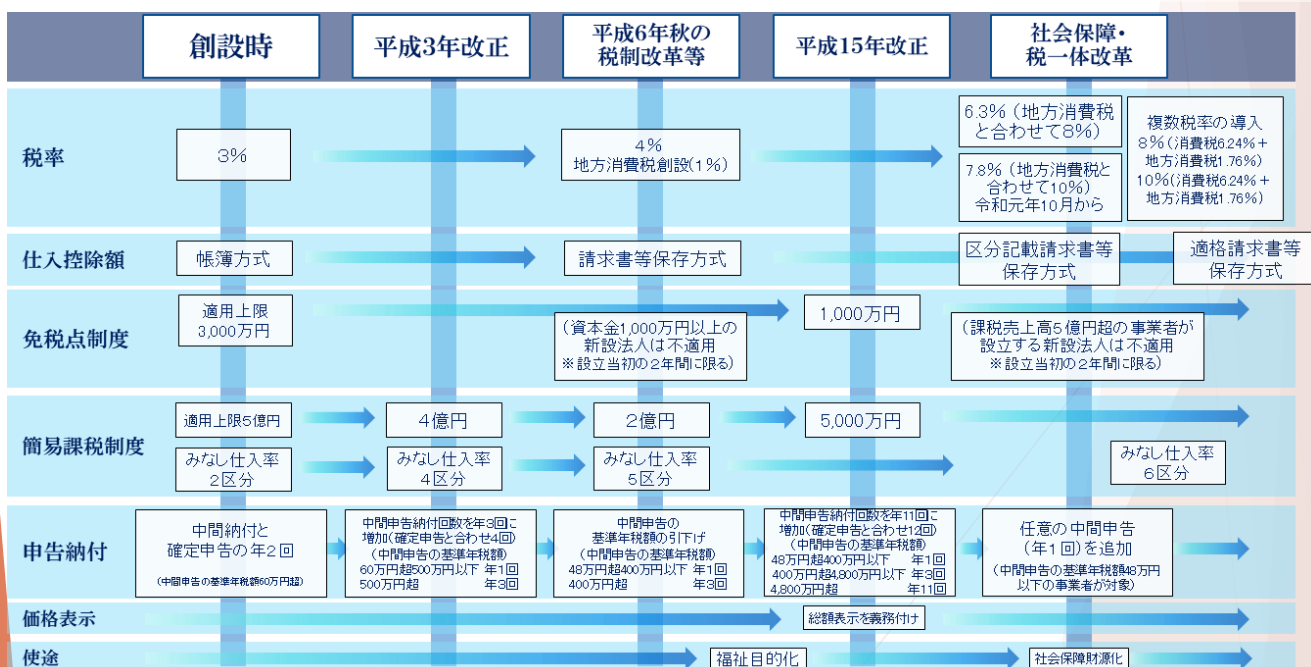 創設時
平成3年改正
平成6年秋の
税制改革等
平成15年改正
社会保障・
税一体改革
税率
3%
4%
地方消費税創設(1%)
6.3%(地方消費税
と合わせて8%)
7.8%(地方消費税と
合わせて10%)
令和元年10月から
複数税率の導入
8%(消費税6.24%+
地方消費税1.76%)
10%(消費税6.24%+
地方消費税1.76%)
仕入控除額
帳簿方式
請求書等保存方式
区分記載請求書等
保存方式
適格請求書等
保存方式
免税点制度
適用上限
3,000万円
(資本金1,000万円以上の
新設法人は不適用
※設立当初の2年間に限る)
1,000万円
(課税売上高5億円超の事業者が
設立する新設法人は不適用
※設立当初の2年間に限る)
簡易課税制度
適用上限5億円
4億円
2億円
5,000万円
みなし仕入率
2区分
みなし仕入率
4区分
みなし仕入率
5区分
みなし仕入率
6区分
申告納付
中間納付と
確定申告の年2回
(中間申告の基準年税額60万円超)
中間申告納付回数を年3回に
増加(確定申告と合わせ4回)
(中間申告の基準年税額)
60万円超500万円以下 年1回
500万円超 年3回
中間申告の
基準年税額の引下げ
(中間申告の基準年税額)
48万円超400万円以下 年1回
400万円超 年3回
中間申告納付回数を年11回に
増加(確定申告と合わせ12回)
(中間申告の基準年税額)
48万円超400万円以下 年1回
400万円超4,800万円以下 年3回
4,800万円超 年11回
任意の中間申告
(年1回)を追加
(中間申告の基準年税額48万円
以下の事業者が対象)
価格表示
総額表示を義務付け
使途
福祉目的化
社会保障財源化